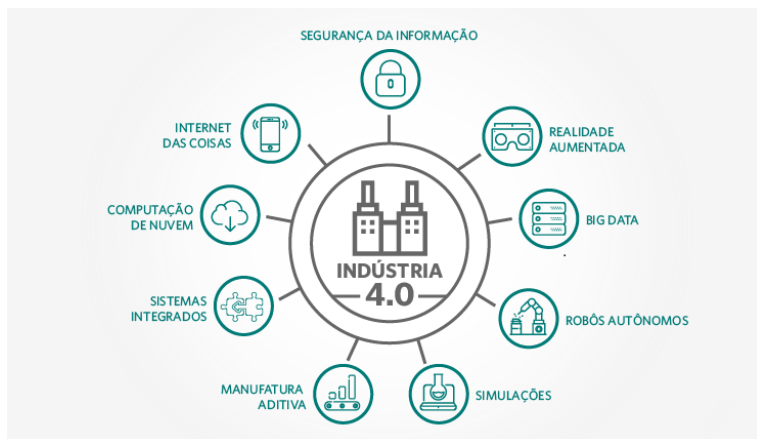 SEGURANÇA DA INFORMAÇÃO
INTERNET
DAS COISAS
REALIDADE
AUMENTADA
COMPUTAÇÃO
DE NUVEM
BIG DATA
INDÚSTRIA
4.0
SISTEMAS
INTEGRADOS
ROBÔS AUTÔNOMOS
MANUFATURA
ADITIVA
SIMULAÇÕES